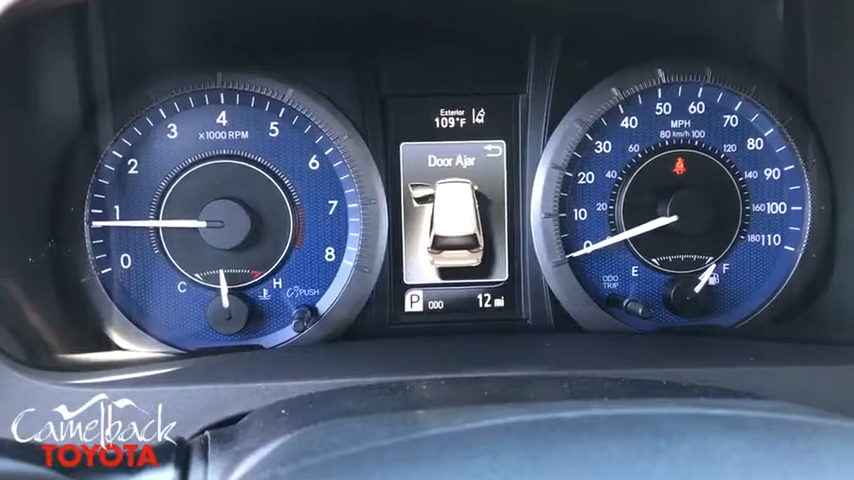 0 1 2 3 4 5 6 7 8
×1000 RPM
C H
PUSH
Exterior
109°F
Door Ajar
P ODO 12 mi
0 10 20 30 40 50 60 70 80 90 100 110
MPH
80 km/h 100
20 40 60 120 140 160 180
E F
ODO
TRIP
Camelback
TOYOTA